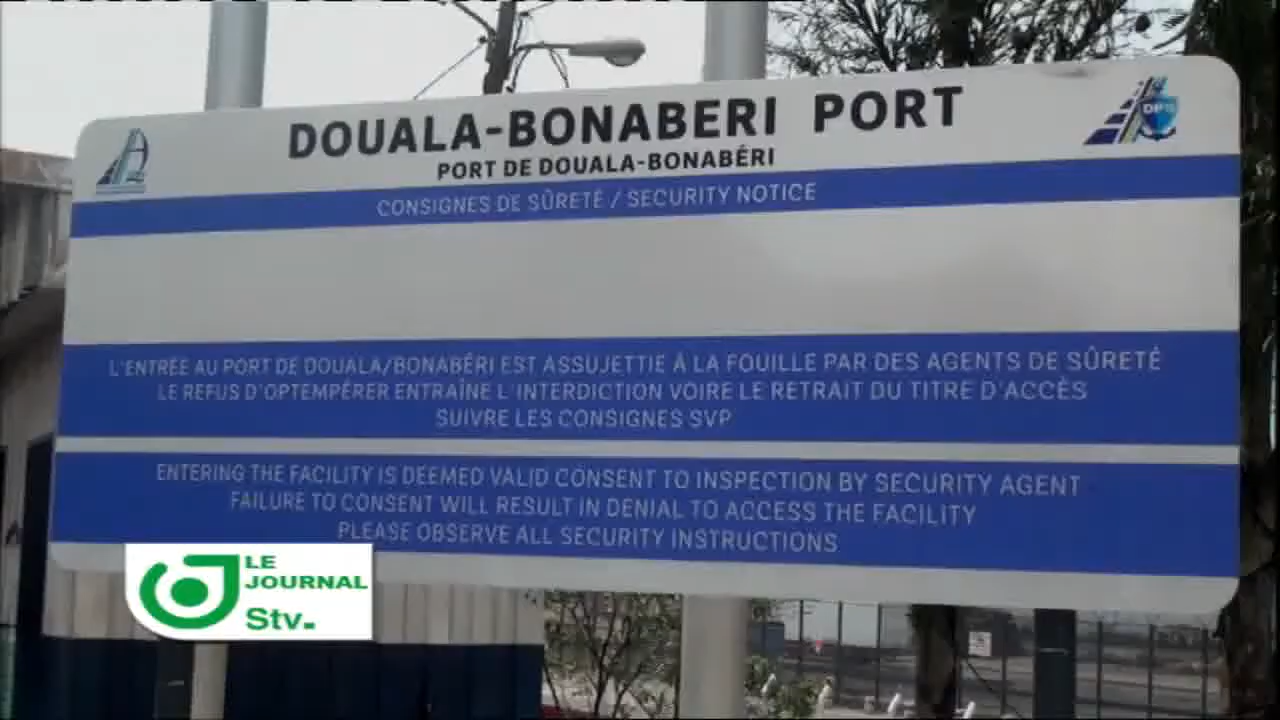 DOUALA-BONABERI PORT
PORT DE DOUALA-BONABÉRI
CONSIGNES DE SÛRETÉ / SECURITY NOTICE
L'ENTRÉE AU PORT DE DOUALA/BONABÉRI EST ASSUJETTIE À LA FOUILLE PAR DES AGENTS DE SÛRETÉ
LE REFUS D'OPTEMPÉRER ENTRAÎNE L'INTERDICTION VOIRE LE RETRAIT DU TITRE D'ACCÈS
SUIVRE LES CONSIGNES SVP
ENTERING THE FACILITY IS DEEMED VALID CONSENT TO INSPECTION BY SECURITY AGENT
FAILURE TO CONSENT WILL RESULT IN DENIAL TO ACCESS THE FACILITY
PLEASE OBSERVE ALL SECURITY INSTRUCTIONS
LE
JOURNAL
Stv.